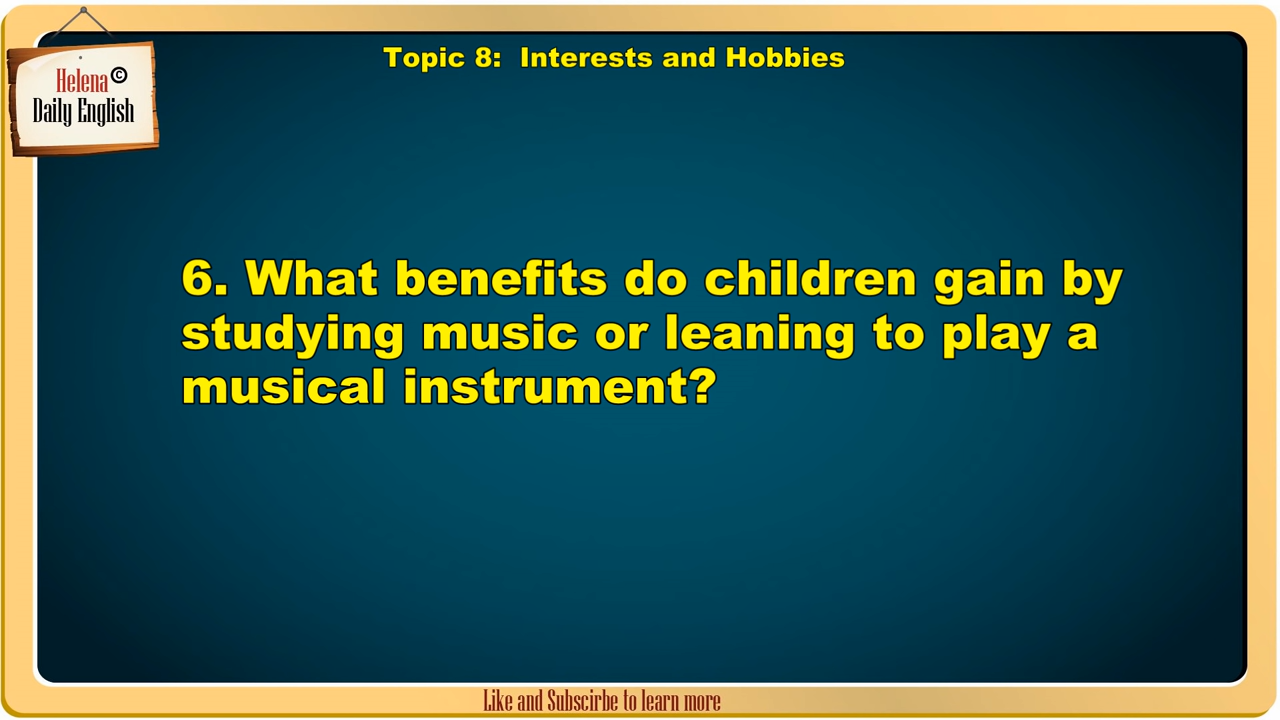 Topic 8: Interests and Hobbies
Helena ©
Daily English
6. What benefits do children gain by
studying music or leaning to play a
musical instrument?
Like and Subscirbe to learn more